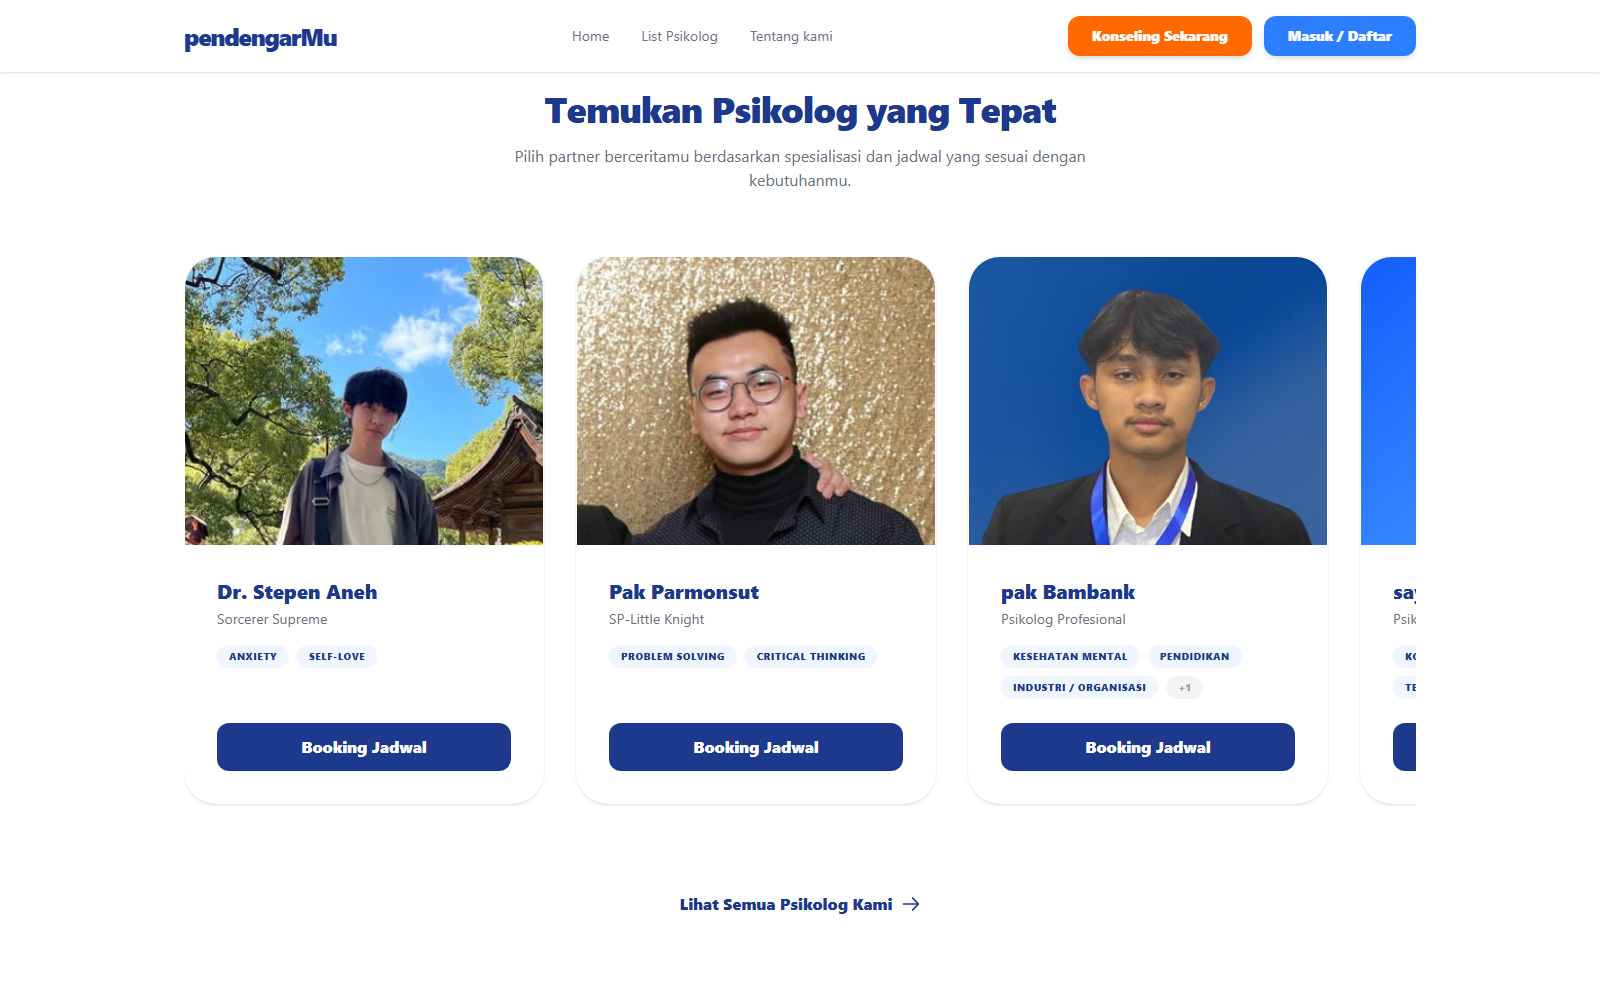 pendengarMu
Home
List Psikolog
Tentang kami
Konseling Sekarang
Masuk / Daftar
Temukan Psikolog yang Tepat
Pilih partner berceritamu berdasarkan spesialisasi dan jadwal yang sesuai dengan
kebutuhanmu.
Dr. Stepen Aneh
Sorcerer Supreme
ANXIETY
SELF-LOVE
Booking Jadwal
Pak Parmonsut
SP-Little Knight
PROBLEM SOLVING
CRITICAL THINKING
Booking Jadwal
pak Bambank
Psikolog Profesional
KESEHATAN MENTAL
PENDIDIKAN
INDUSTRI / ORGANISASI
+1
Booking Jadwal
Lihat Semua Psikolog Kami